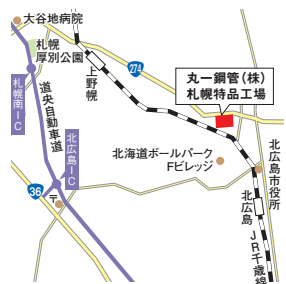 大谷地病院
札幌
厚別公園
274
上野幌
丸一鋼管(株)
札幌特品工場
札幌南IC
道央自動車道
北広島IC
北海道ボールパーク
Fビレッジ
北広島市役所
北広島
36
〒
JR千歳線